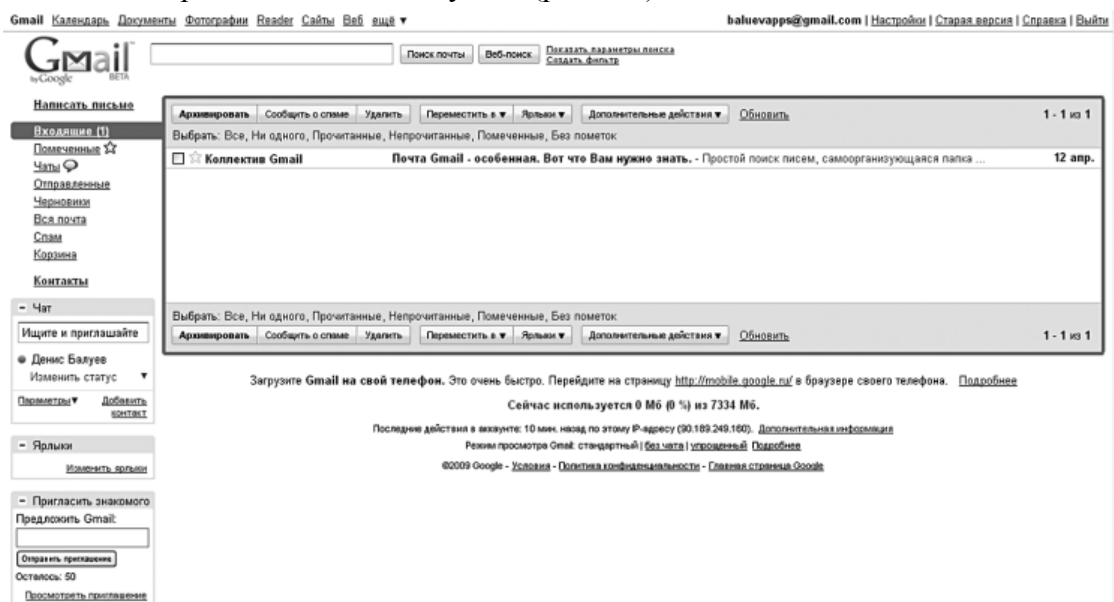 Gmail Календарь Документы Фотографии Reader Сайты Веб ещё ▼ baluevapps@gmail.com | Настройки | Старая версия | Справка | Выйти
Gmail
by Google BETA
Поиск почты Веб-поиск Показать параметры поиска
Создать фильтр
Написать письмо
Входящие (1)
Помеченные
Чаты
Отправленные
Черновики
Вся почта
Спам
Корзина
Контакты
− Чат
Ищите и приглашайте
Денис Балуев
Изменить статус ▼
Параметры▼ Добавить контакт
− Ярлыки
Изменить ярлыки
− Пригласить знакомого
Предложить Gmail:
Отправить приглашение
Осталось: 50
Просмотреть приглашение
Архивировать Сообщить о спаме Удалить Переместить в ▼ Ярлыки ▼ Дополнительные действия ▼ Обновить 1 - 1 из 1
Выбрать: Все, Ни одного, Прочитанные, Непрочитанные, Помеченные, Без пометок
Коллектив Gmail Почта Gmail - особенная. Вот что Вам нужно знать. - Простой поиск писем, самоорганизующаяся папка ... 12 апр.
Выбрать: Все, Ни одного, Прочитанные, Непрочитанные, Помеченные, Без пометок
Архивировать Сообщить о спаме Удалить Переместить в ▼ Ярлыки ▼ Дополнительные действия ▼ Обновить 1 - 1 из 1
Загрузите Gmail на свой телефон. Это очень быстро. Перейдите на страницу http://mobile.google.ru/ в браузере своего телефона. Подробнее
Сейчас используется 0 Мб (0 %) из 7334 Мб.
Последние действия в аккаунте: 10 мин. назад по этому IP-адресу (90.189.249.160). Дополнительная информация
Режим просмотра Gmail: стандартный | без чата | упрощенный Подробнее
©2009 Google - Условия - Политика конфиденциальности - Главная страница Google